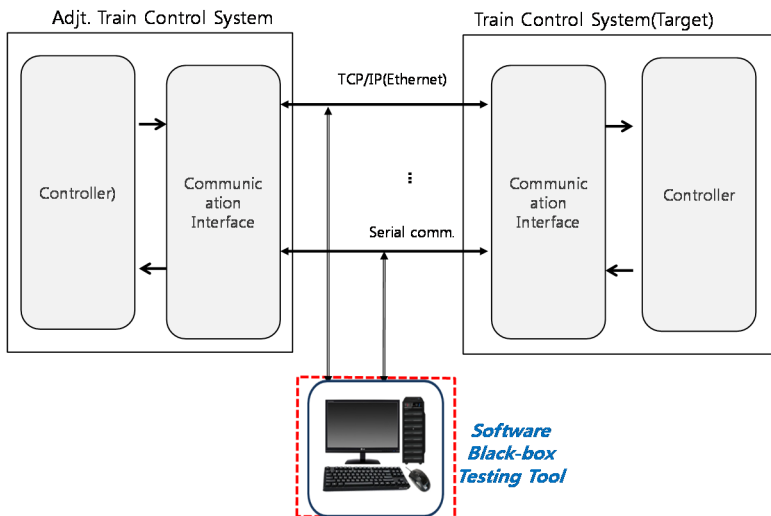 Adjt. Train Control System
Train Control System(Target)
TCP/IP(Ethernet)
Controller)
Communic
ation
Interface
...
Serial comm.
Communic
ation
Interface
Controller
Software
Black-box
Testing Tool